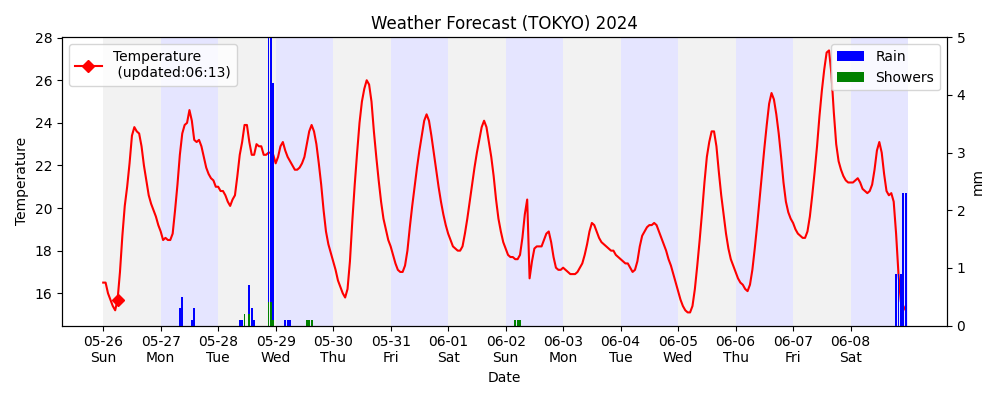 Weather Forecast (TOKYO) 2024
Temperature
(updated:06:13)
Rain
Showers
Temperature
28
26
24
22
20
18
16
5
4
3
2
1
0
mm
05-26 05-27 05-28 05-29 05-30 05-31 06-01 06-02 06-03 06-04 06-05 06-06 06-07 06-08
Sun Mon Tue Wed Thu Fri Sat Sun Mon Tue Wed Thu Fri Sat
Date